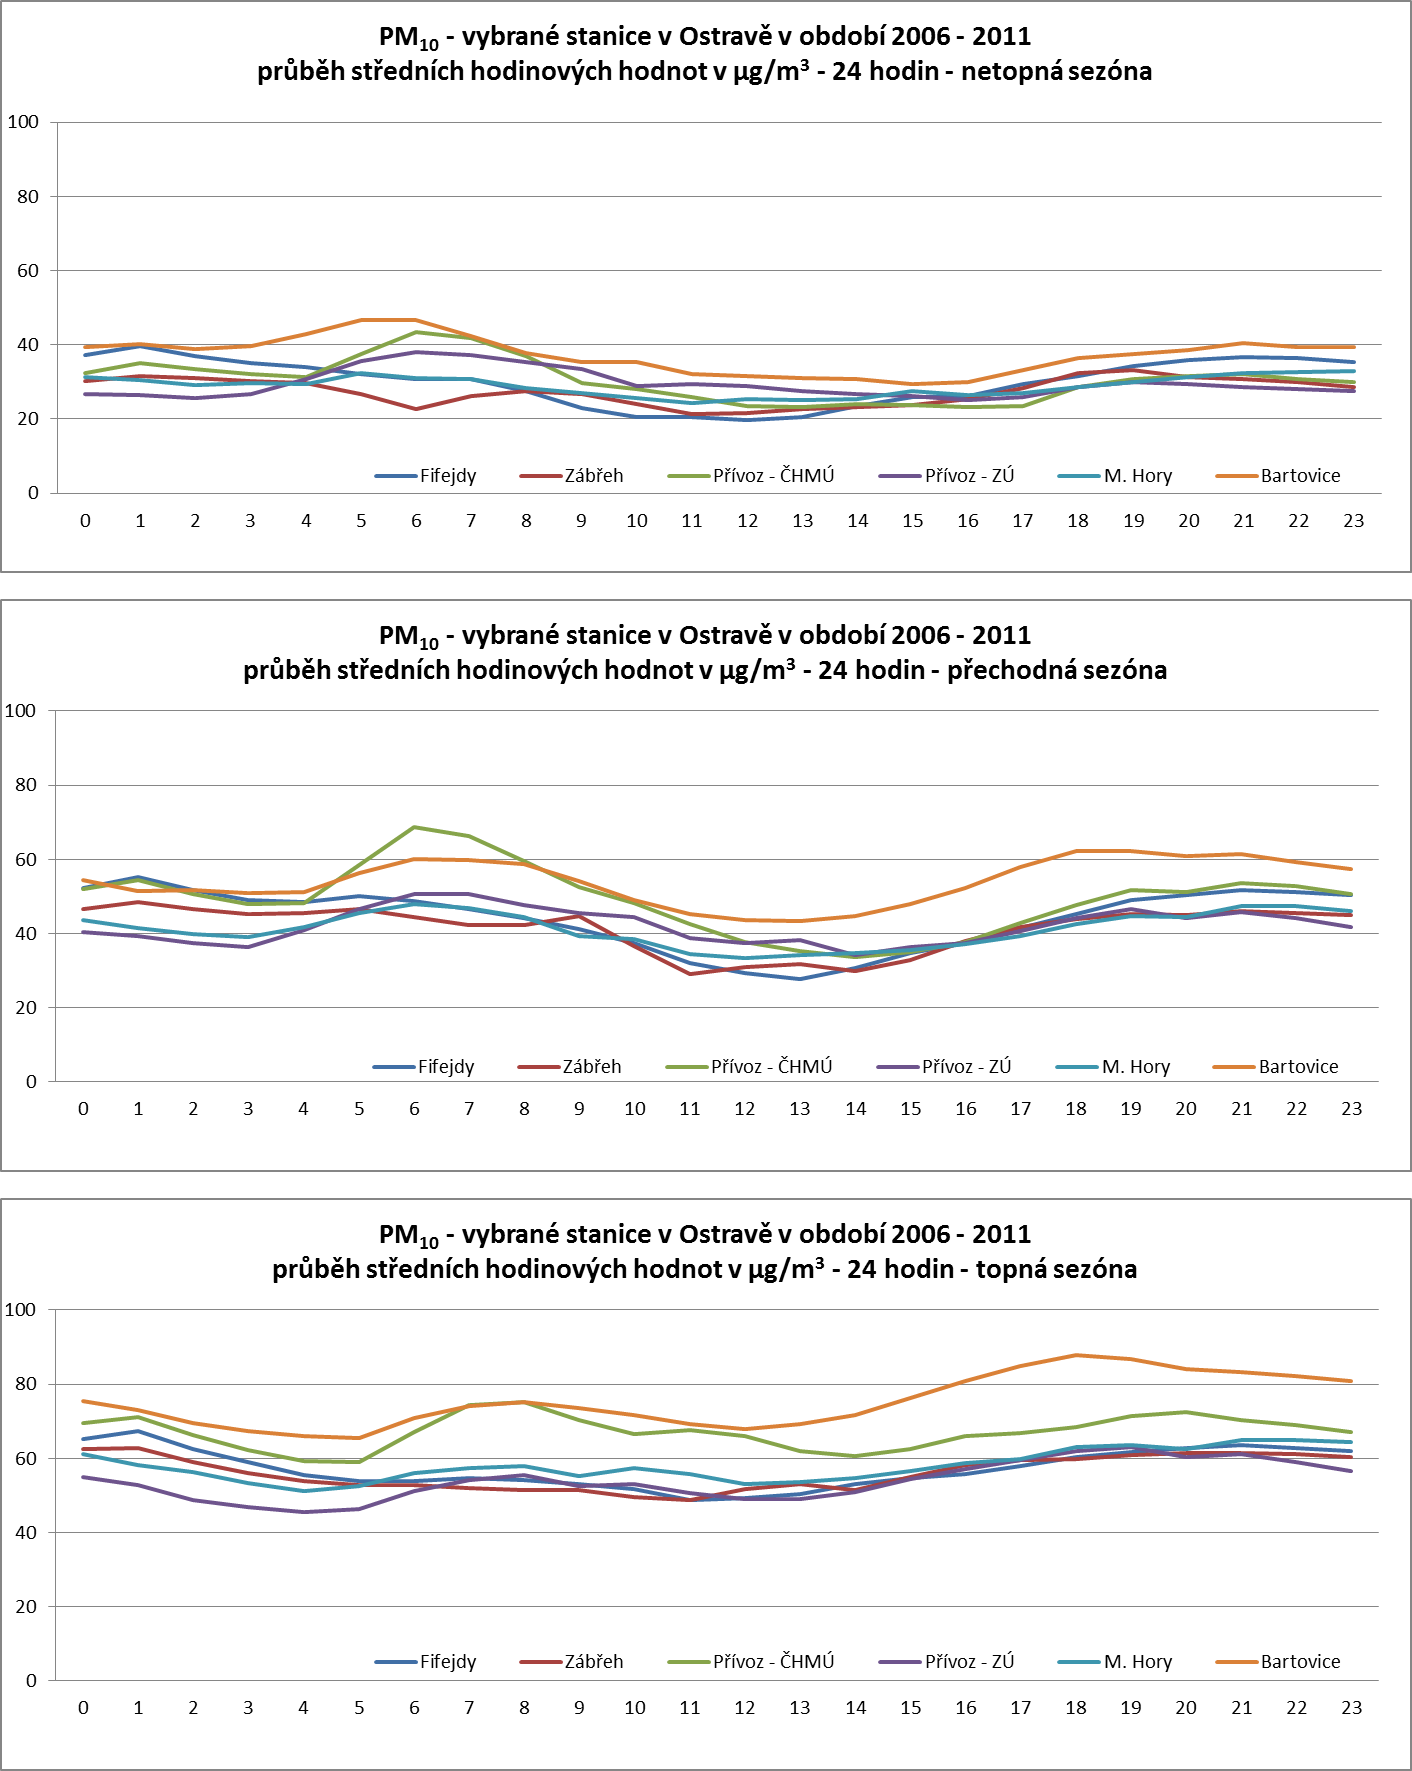 PM10 - vybrané stanice v Ostravě v období 2006 - 2011
průběh středních hodinových hodnot v µg/m³ - 24 hodin - netopná sezóna
100
80
60
40
20
0
Fifejdy Zábřeh Přívoz - ČHMÚ Přívoz - ZÚ M. Hory Bartovice
0 1 2 3 4 5 6 7 8 9 10 11 12 13 14 15 16 17 18 19 20 21 22 23
PM10 - vybrané stanice v Ostravě v období 2006 - 2011
průběh středních hodinových hodnot v µg/m³ - 24 hodin - přechodná sezóna
100
80
60
40
20
0
Fifejdy Zábřeh Přívoz - ČHMÚ Přívoz - ZÚ M. Hory Bartovice
0 1 2 3 4 5 6 7 8 9 10 11 12 13 14 15 16 17 18 19 20 21 22 23
PM10 - vybrané stanice v Ostravě v období 2006 - 2011
průběh středních hodinových hodnot v µg/m³ - 24 hodin - topná sezóna
100
80
60
40
20
0
Fifejdy Zábřeh Přívoz - ČHMÚ Přívoz - ZÚ M. Hory Bartovice
0 1 2 3 4 5 6 7 8 9 10 11 12 13 14 15 16 17 18 19 20 21 22 23